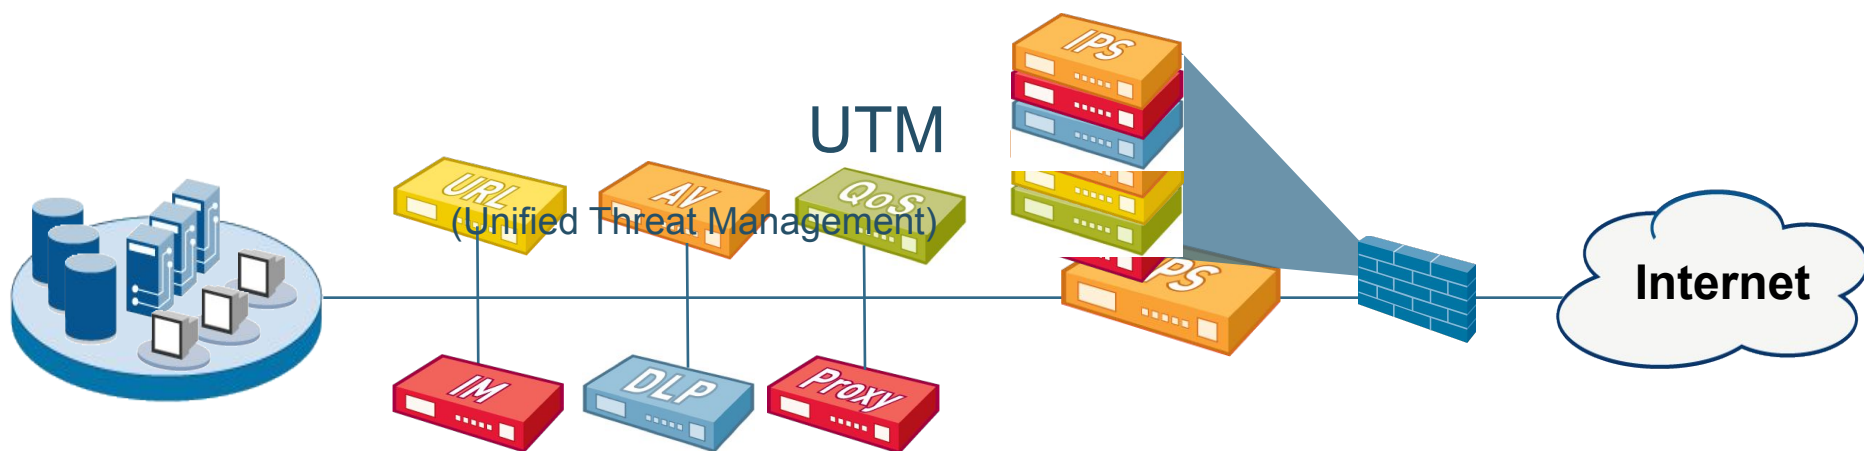 IPS
UTM
URL
AV
QoS
(Unified Threat Management)
PS
Internet
IM
DLP
Proxy